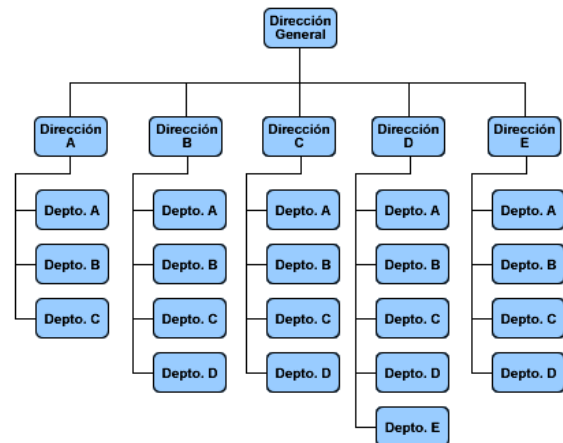 Dirección
General
Dirección
A
Dirección
B
Dirección
C
Dirección
D
Dirección
E
Depto. A
Depto. B
Depto. C
Depto. A
Depto. B
Depto. C
Depto. D
Depto. A
Depto. B
Depto. C
Depto. D
Depto. A
Depto. B
Depto. C
Depto. D
Depto. E
Depto. A
Depto. B
Depto. C
Depto. D